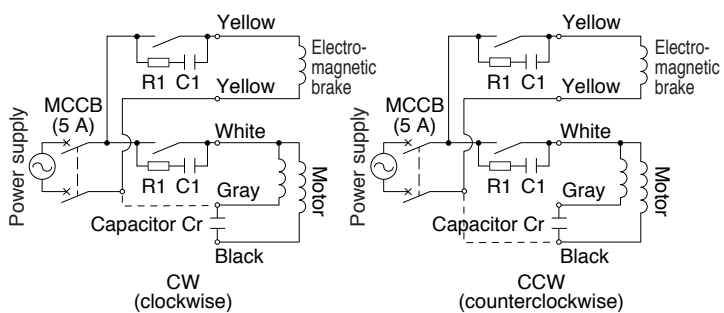 Yellow
Electro-
magnetic
brake
R1 C1
Yellow
MCCB
(5 A)
White
Power supply
R1 C1
Gray
Motor
Capacitor Cr
Black
CW
(clockwise)
Yellow
Electro-
magnetic
brake
R1 C1
Yellow
MCCB
(5 A)
White
Power supply
R1 C1
Gray
Motor
Capacitor Cr
Black
CCW
(counterclockwise)